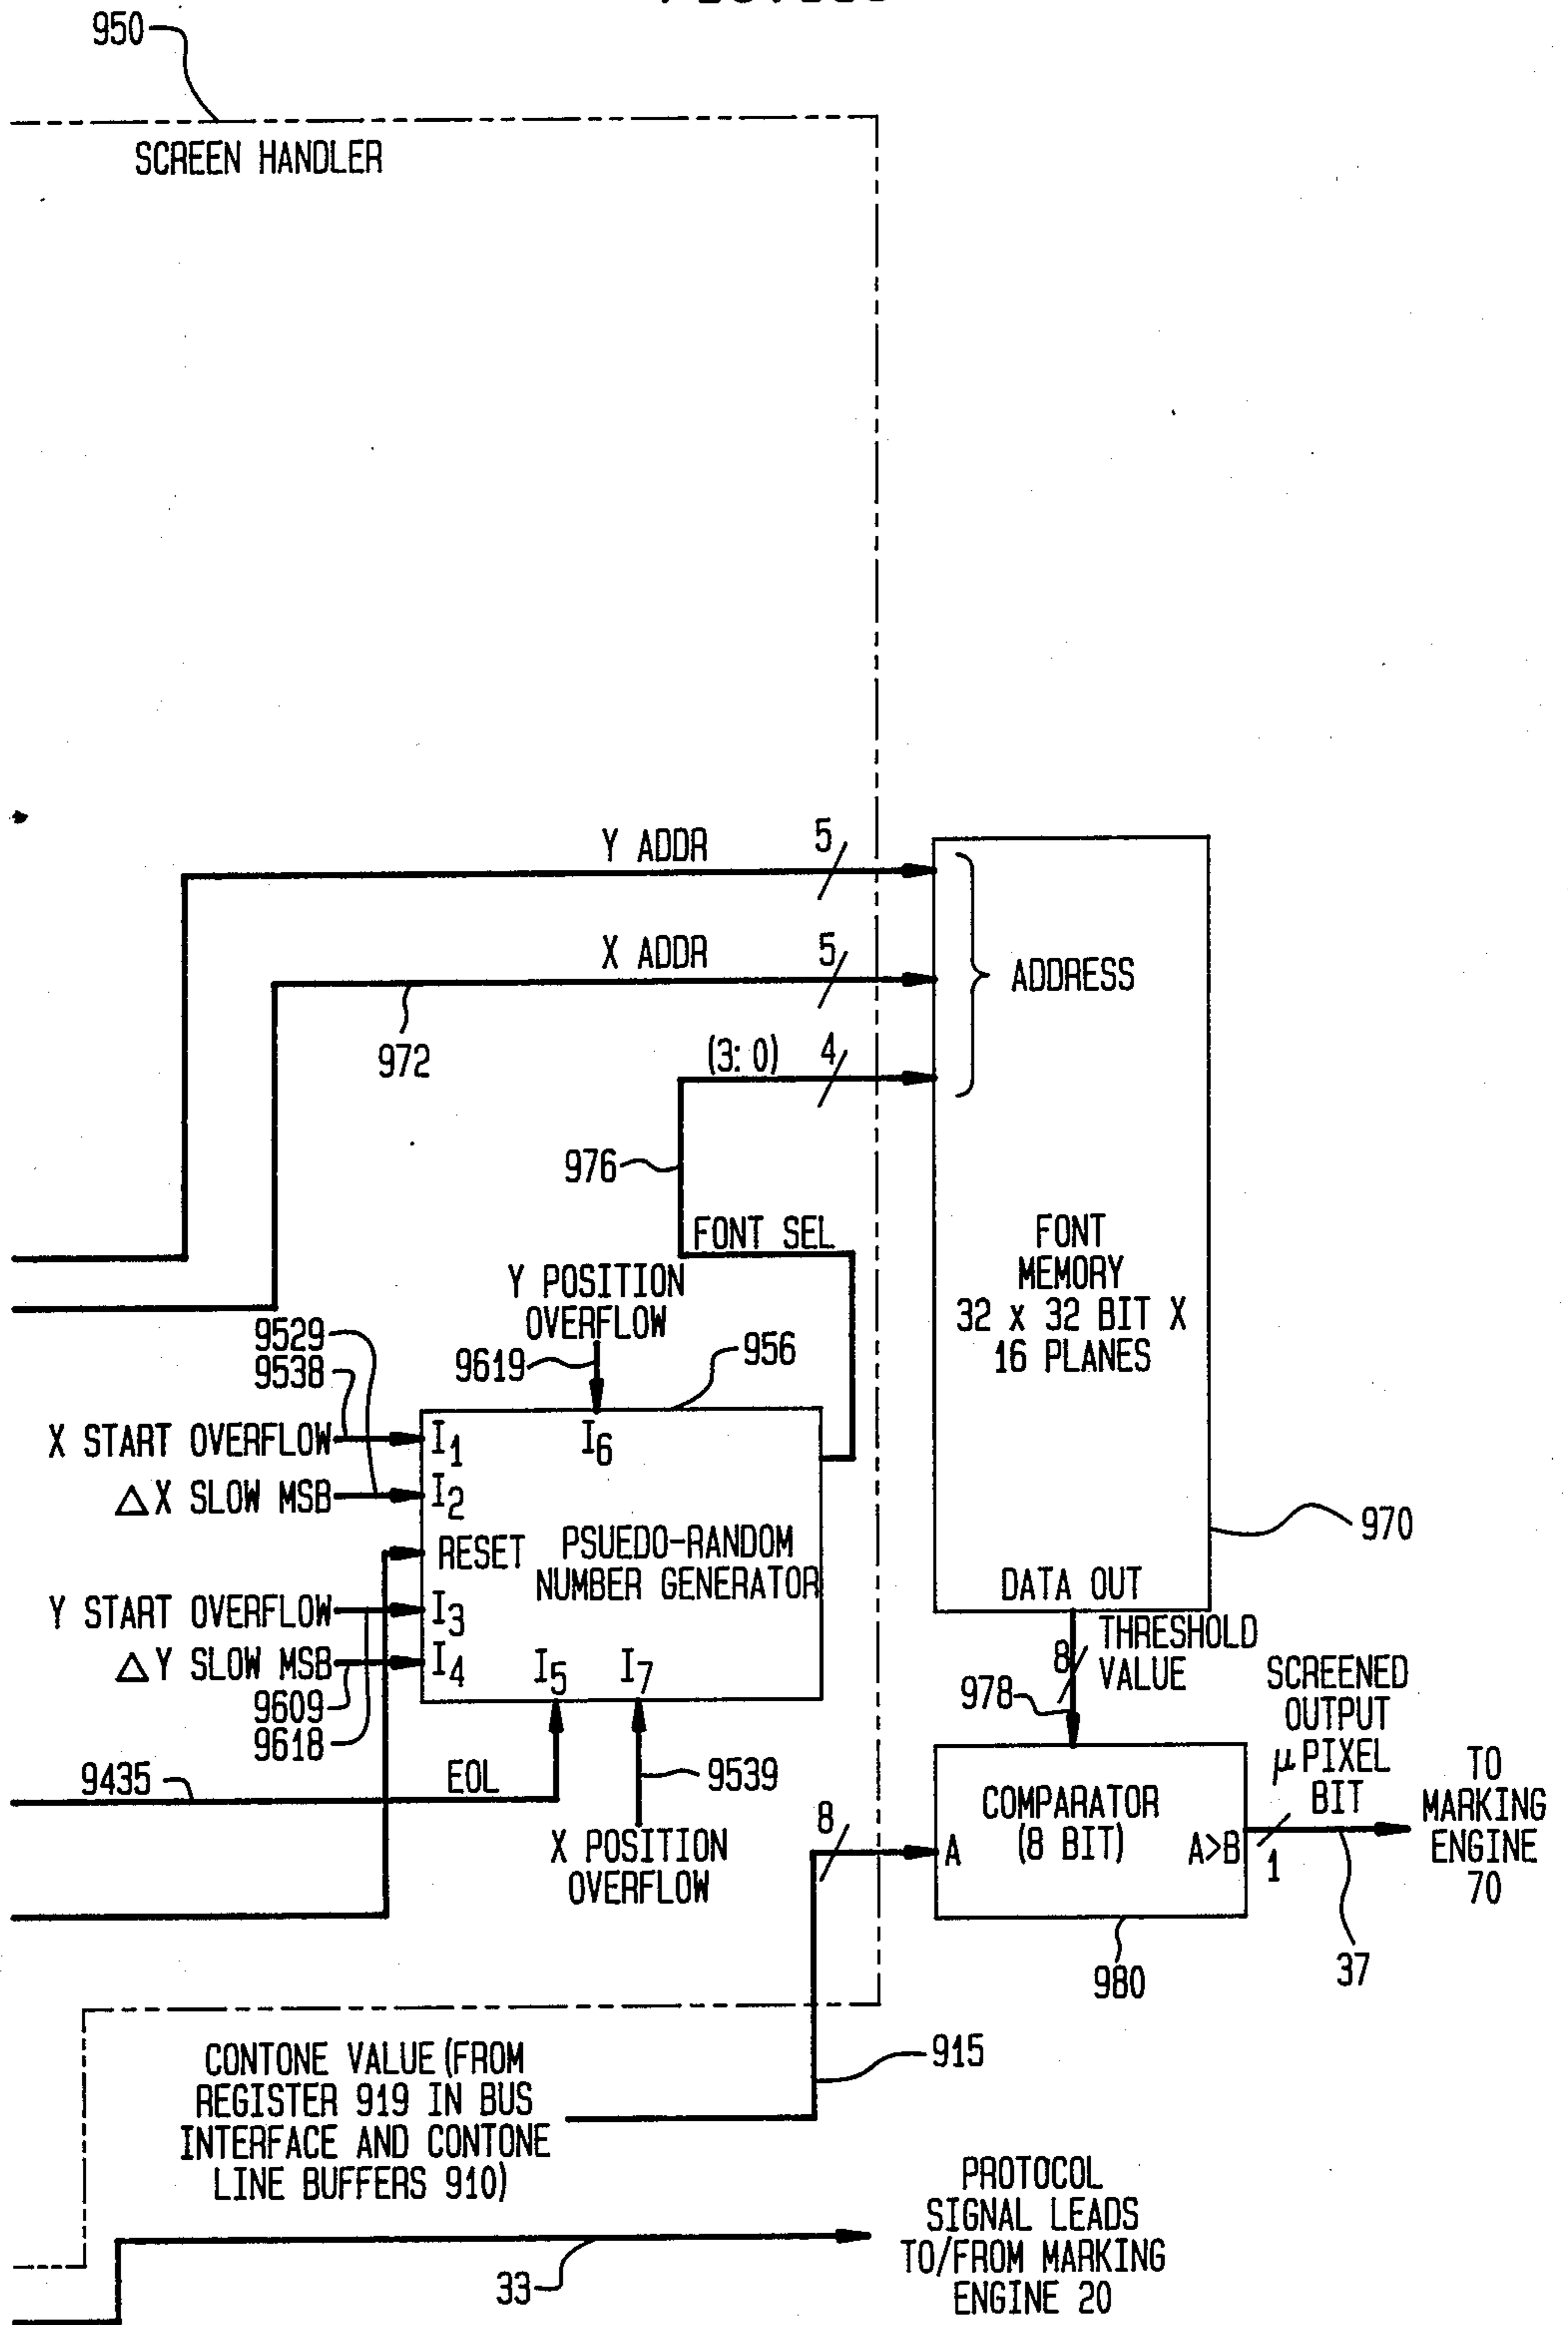 950
SCREEN HANDLER
Y ADDR
5
X ADDR
5
972
(3:0)
4
ADDRESS
976
FONT SEL
FONT
MEMORY
32 x 32 BIT X
16 PLANES
Y POSITION
OVERFLOW
9619
956
9529
9538
X START OVERFLOW
I1
I6
△X SLOW MSB
I2
RESET
PSUEDO-RANDOM
NUMBER GENERATOR
970
Y START OVERFLOW
I3
△Y SLOW MSB
I4
I5
I7
9609
9618
DATA OUT
8
THRESHOLD
VALUE
978
SCREENED
OUTPUT
μ PIXEL
BIT
9435
EOL
9539
X POSITION
OVERFLOW
8
COMPARATOR
(8 BIT)
A
A>B
1
TO
MARKING
ENGINE
70
37
980
915
CONTONE VALUE (FROM
REGISTER 919 IN BUS
INTERFACE AND CONTONE
LINE BUFFERS 910)
33
PROTOCOL
SIGNAL LEADS
TO/FROM MARKING
ENGINE 20